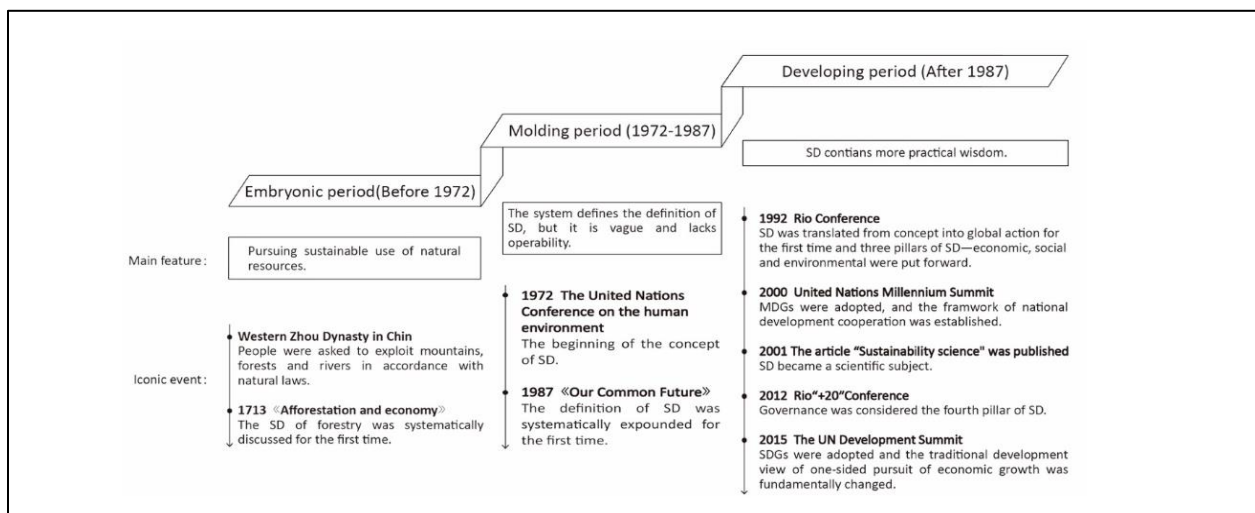 Developing period (After 1987)
Molding period (1972-1987)
SD contians more practical wisdom.
Embryonic period(Before 1972)
The system defines the definition of
SD, but it is vague and lacks
operability.
Main feature:
Pursuing sustainable use of natural
resources.
Iconic event:
Western Zhou Dynasty in Chin
People were asked to exploit mountains,
forests and rivers in accordance with
natural laws.
1713 《Afforestation and economy》
The SD of forestry was systematically
discussed for the first time.
1972 The United Nations
Conference on the human
environment
The beginning of the concept
of SD.
1987 《Our Common Future》
The definition of SD was
systematically expounded for
the first time.
1992 Rio Conference
SD was translated from concept into global action for
the first time and three pillars of SD—economic, social
and environmental were put forward.
2000 United Nations Millennium Summit
MDGs were adopted, and the framwork of national
development cooperation was established.
2001 The article “Sustainability science" was published
SD became a scientific subject.
2012 Rio“+20”Conference
Governance was considered the fourth pillar of SD.
2015 The UN Development Summit
SDGs were adopted and the traditional development
view of one-sided pursuit of economic growth was
fundamentally changed.